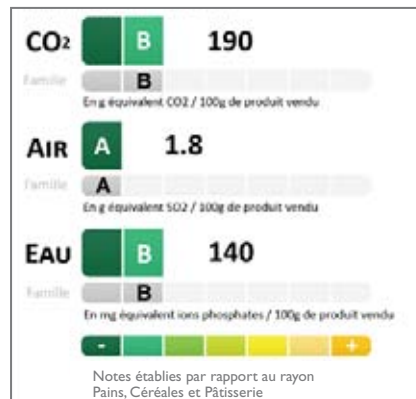 CO2 B 190
Famille B
En g équivalent CO2 / 100g de produit vendu
AIR A 1.8
Famille A
En g équivalent SO2 / 100g de produit vendu
EAU B 140
Famille B
En mg équivalent ions phosphates / 100g de produit vendu
- +
Notes établies par rapport au rayon
Pains, Céréales et Pâtisserie